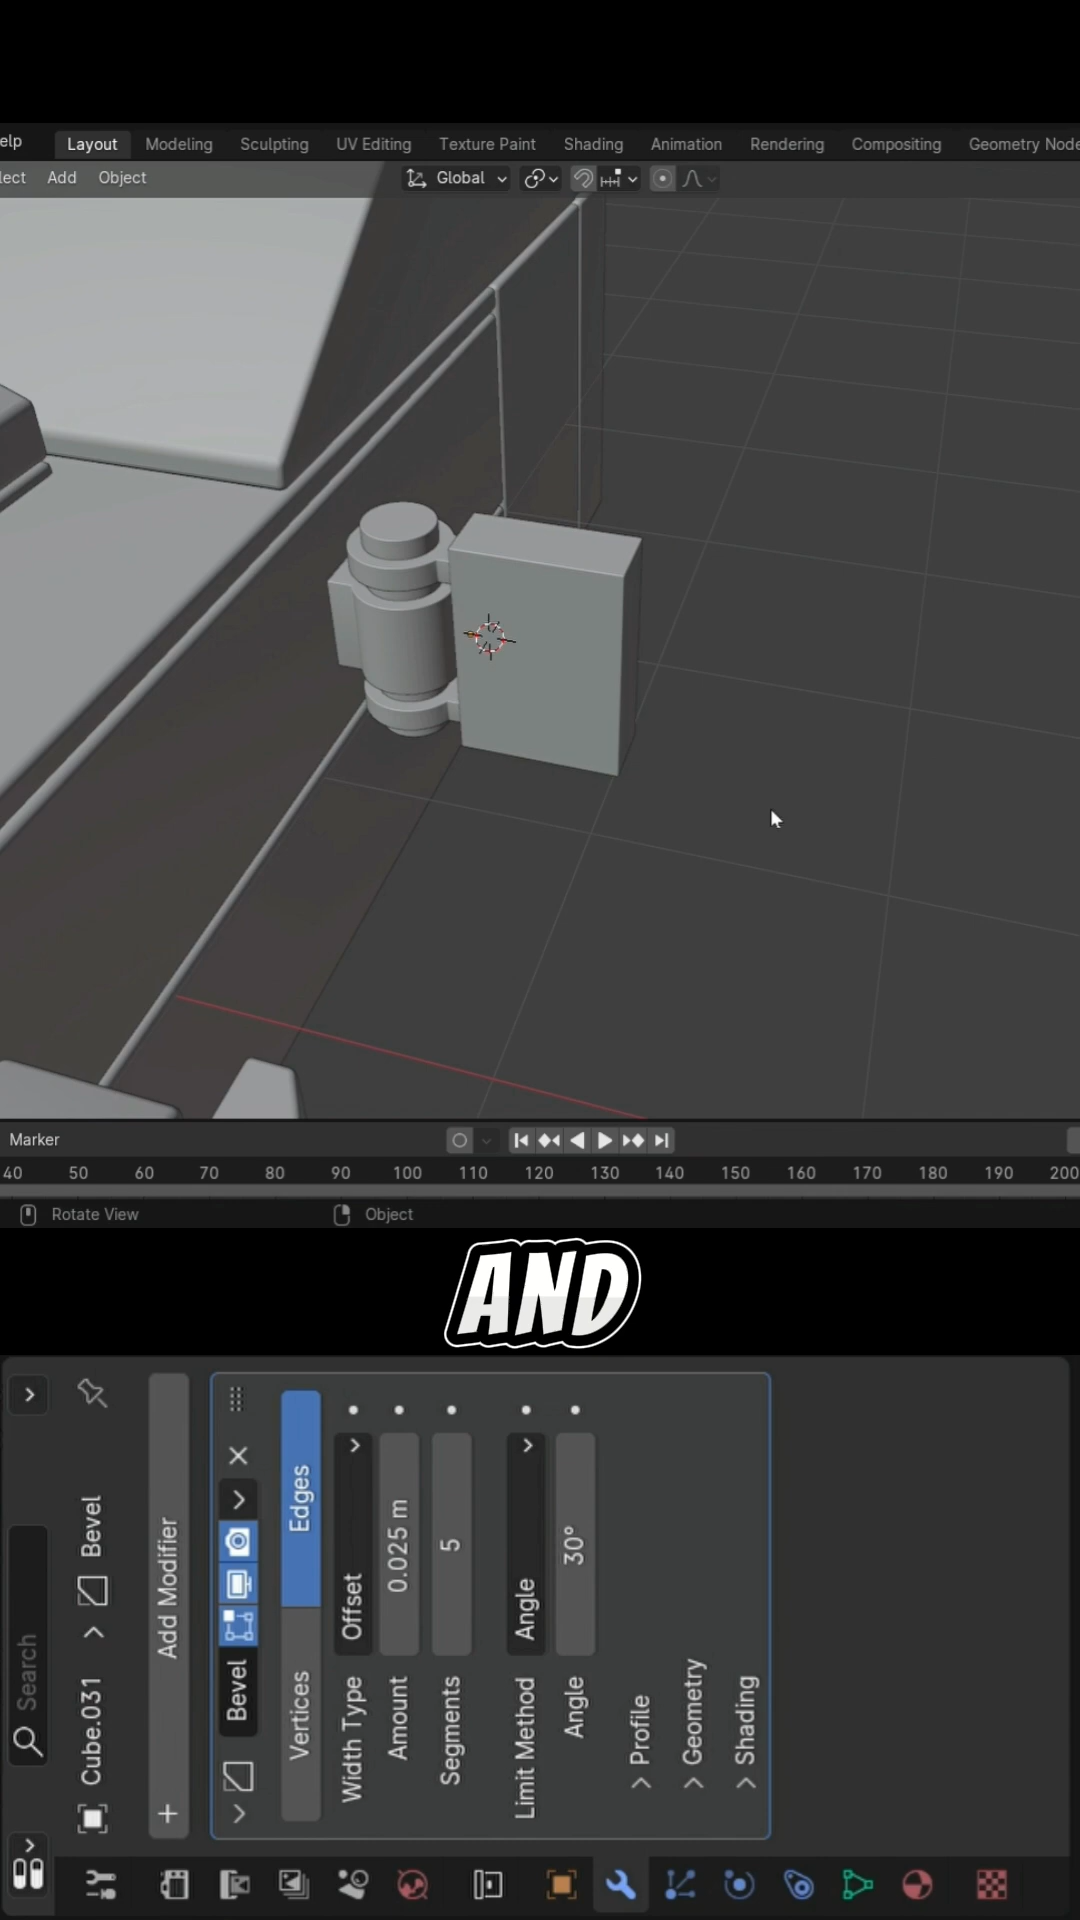 elp Layout Modeling Sculpting UV Editing Texture Paint Shading Animation Rendering Compositing Geometry Node
lect Add Object Global
Marker
40 50 60 70 80 90 100 110 120 130 140 150 160 170 180 190 200
Rotate View Object
AND
Search
Cube.031 Bevel
Add Modifier
Bevel
Vertices Edges
Width Type Offset
Amount 0.025 m
Segments 5
Limit Method Angle
Angle 30°
Profile
Geometry
Shading